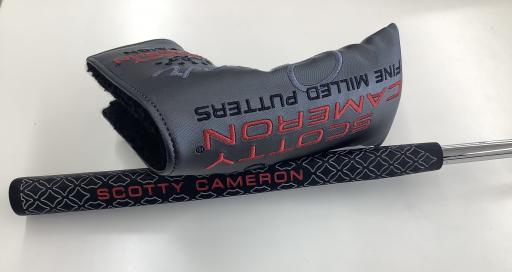 SCOTTY
CAMERON®
FINE MILLED PUTTERS
SCOTTY CAMERON